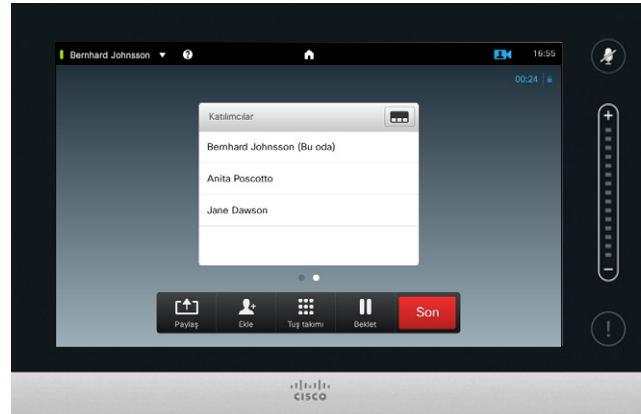 Bernhard Johnsson
?
16:55
00:24
Katılımcılar
Bernhard Johnsson (Bu oda)
Anita Poscotto
Jane Dawson
Paylaş
Ekle
Tuş takımı
Beklet
Son
CISCO